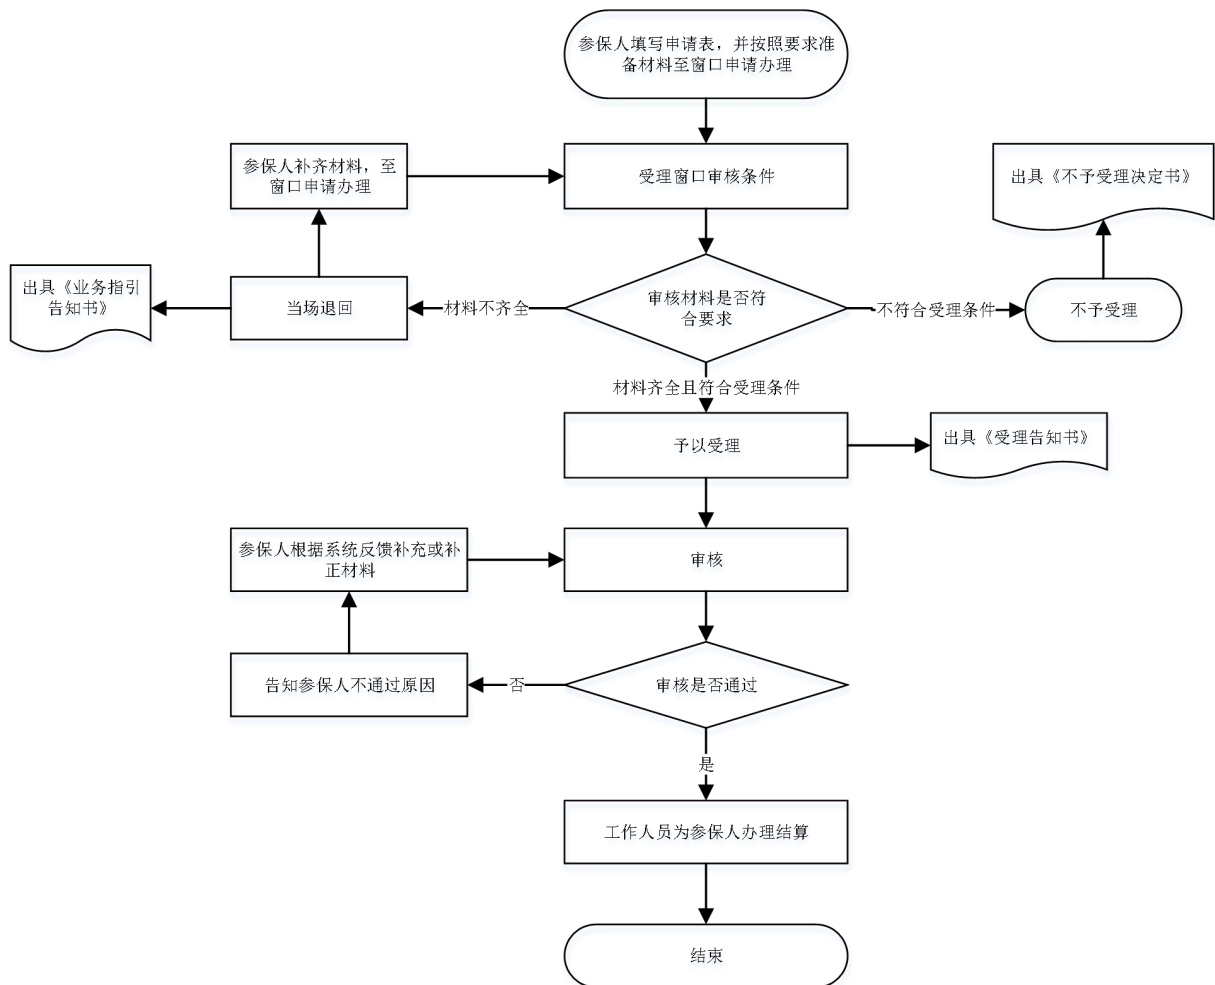 参保人填写申请表，并按照要求准
备材料至窗口申请办理
参保人补齐材料，至
窗口申请办理
受理窗口审核条件
出具《不予受理决定书》
出具《业务指引
告知书》
当场退回
材料不齐全
审核材料是否符
合要求
不符合受理条件
不予受理
材料齐全且符合受理条件
予以受理
出具《受理告知书》
参保人根据系统反馈补充或补
正材料
审核
告知参保人不通过原因
否
审核是否通过
是
工作人员为参保人办理结算
结束